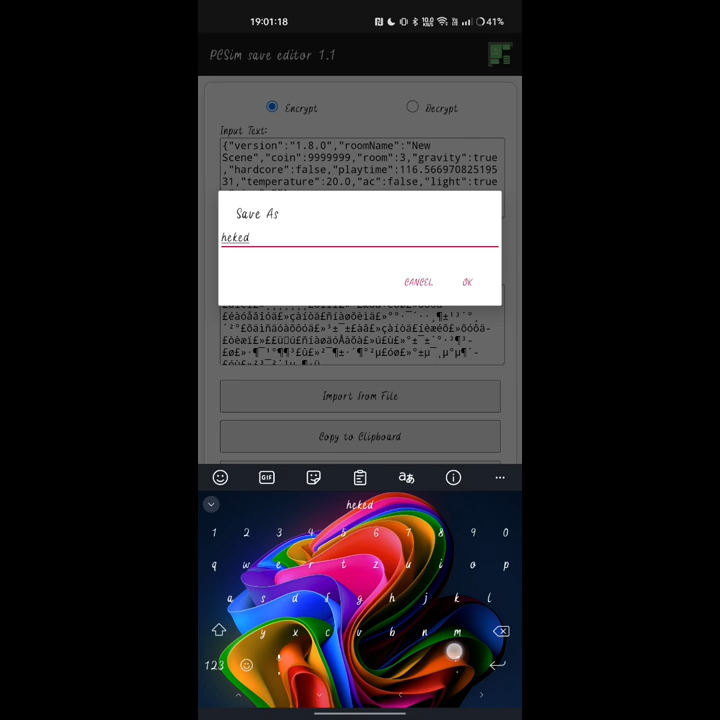 19:01:18
10.0
41%
PCSim save editor 1.1
Encrypt
Decrypt
Input Text:
{"version":"1.8.0","roomName":"New
Scene","coin":9999999,"room":3,"gravity":true
,"hardcore":false,"playtime":116.566970825195
31,"temperature":20.0,"ac":false,"light":true
Save As
heked
CANCEL
OK
Import from File
Copy to Clipboard
GIF
heked
1 2 3 4 5 6 7 8 9 0
q w e r t z u i o p
a s d f g h j k l
y x c v b n m
123